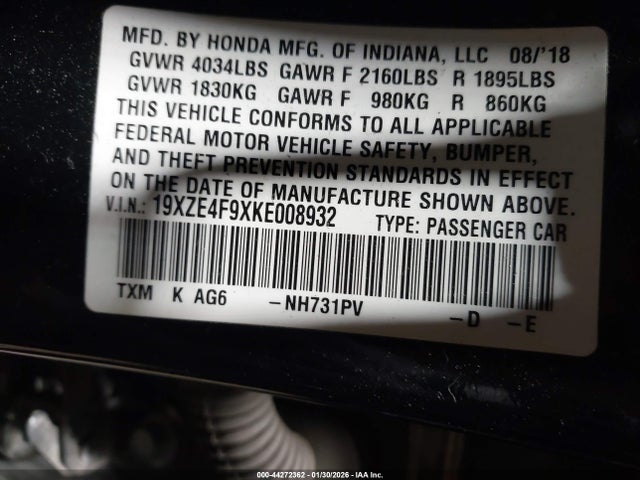 MFD. BY HONDA MFG. OF INDIANA, LLC 08/'18
GVWR 4034LBS GAWR F 2160LBS R 1895LBS
GVWR 1830KG GAWR F 980KG R 860KG
THIS VEHICLE CONFORMS TO ALL APPLICABLE
FEDERAL MOTOR VEHICLE SAFETY, BUMPER,
AND THEFT PREVENTION STANDARDS IN EFFECT
ON THE DATE OF MANUFACTURE SHOWN ABOVE.
V.I.N.: 19XZE4F9XKE008932 TYPE: PASSENGER CAR
TXM K AG6 -NH731PV -D -E
000-44272362 - 01/30/2026 - IAA Inc.